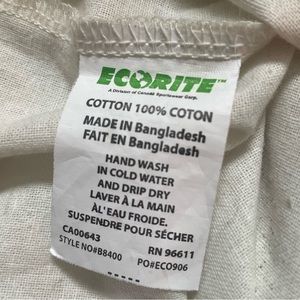 ECORITE™
A Division of Canada Sportswear Corp.
COTTON 100% COTON
MADE IN Bangladesh
FAIT EN Bangladesh
HAND WASH
IN COLD WATER
AND DRIP DRY
LAVER À LA MAIN
ÀL'EAU FROIDE.
SUSPENDRE POUR SÉCHER
CA00643 RN 96611
STYLE NO#B8400 PO#ECO906